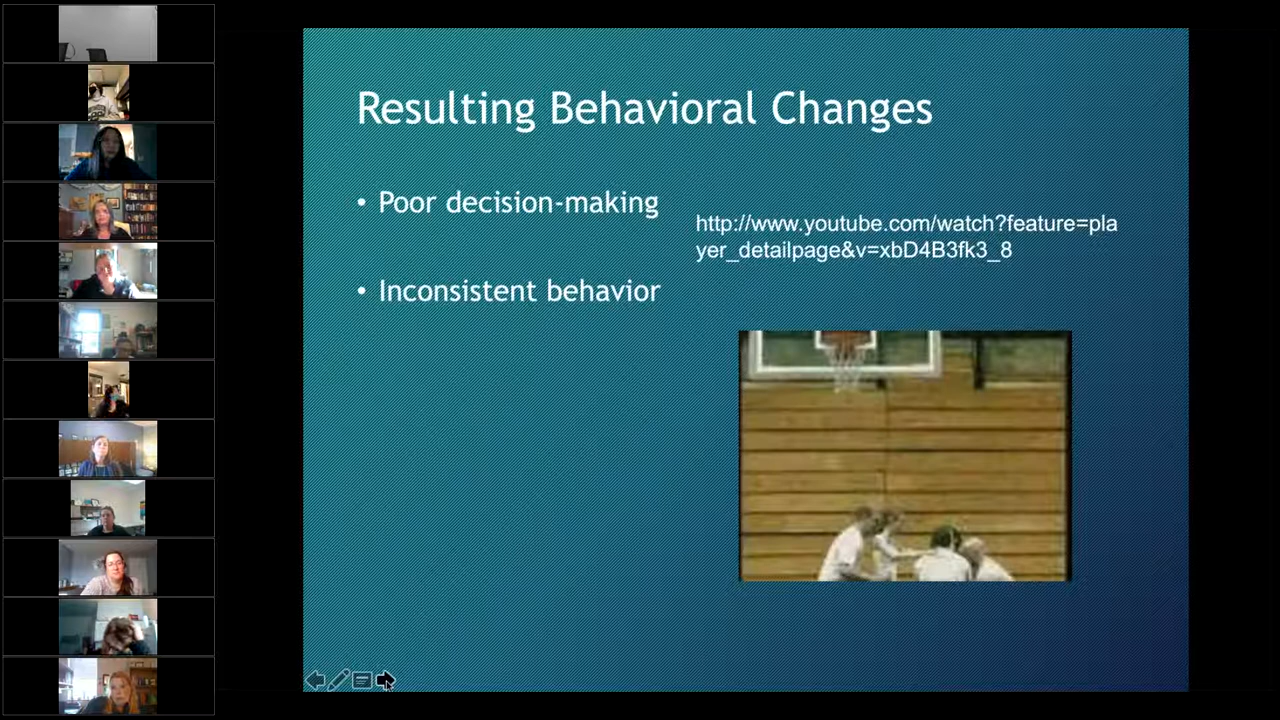 Resulting Behavioral Changes
• Poor decision-making
http://www.youtube.com/watch?feature=pla
yer_detailpage&v=xbD4B3fk3_8
• Inconsistent behavior